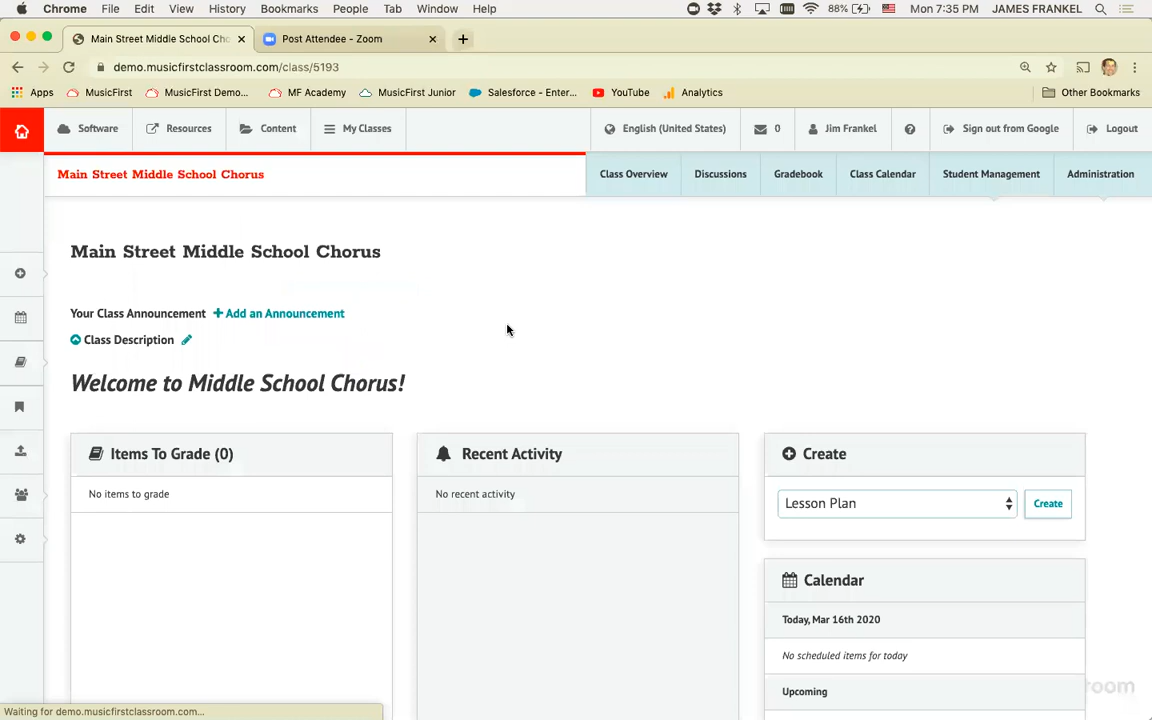 Chrome File Edit View History Bookmarks People Tab Window Help 88% Mon 7:35 PM JAMES FRANKEL
Main Street Middle School Cho
Post Attendee - Zoom
demo.musicfirstclassroom.com/class/5193
Apps MusicFirst MusicFirst Demo... MF Academy MusicFirst Junior Salesforce - Enter... YouTube Analytics Other Bookmarks
Software Resources Content My Classes English (United States) 0 Jim Frankel Sign out from Google Logout
Main Street Middle School Chorus Class Overview Discussions Gradebook Class Calendar Student Management Administration
Main Street Middle School Chorus
Your Class Announcement + Add an Announcement
Class Description
Welcome to Middle School Chorus!
Items To Grade (0)
No items to grade
Recent Activity
No recent activity
Create
Lesson Plan Create
Calendar
Today, Mar 16th 2020
No scheduled items for today
Upcoming
room
Waiting for demo.musicfirstclassroom.com...